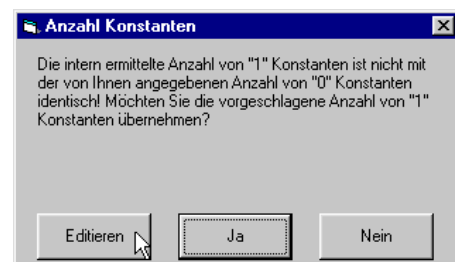 Anzahl Konstanten
Die intern ermittelte Anzahl von "1" Konstanten ist nicht mit
der von Ihnen angegebenen Anzahl von "0" Konstanten
identisch! Möchten Sie die vorgeschlagene Anzahl von "1"
Konstanten übernehmen?
Editieren Ja Nein